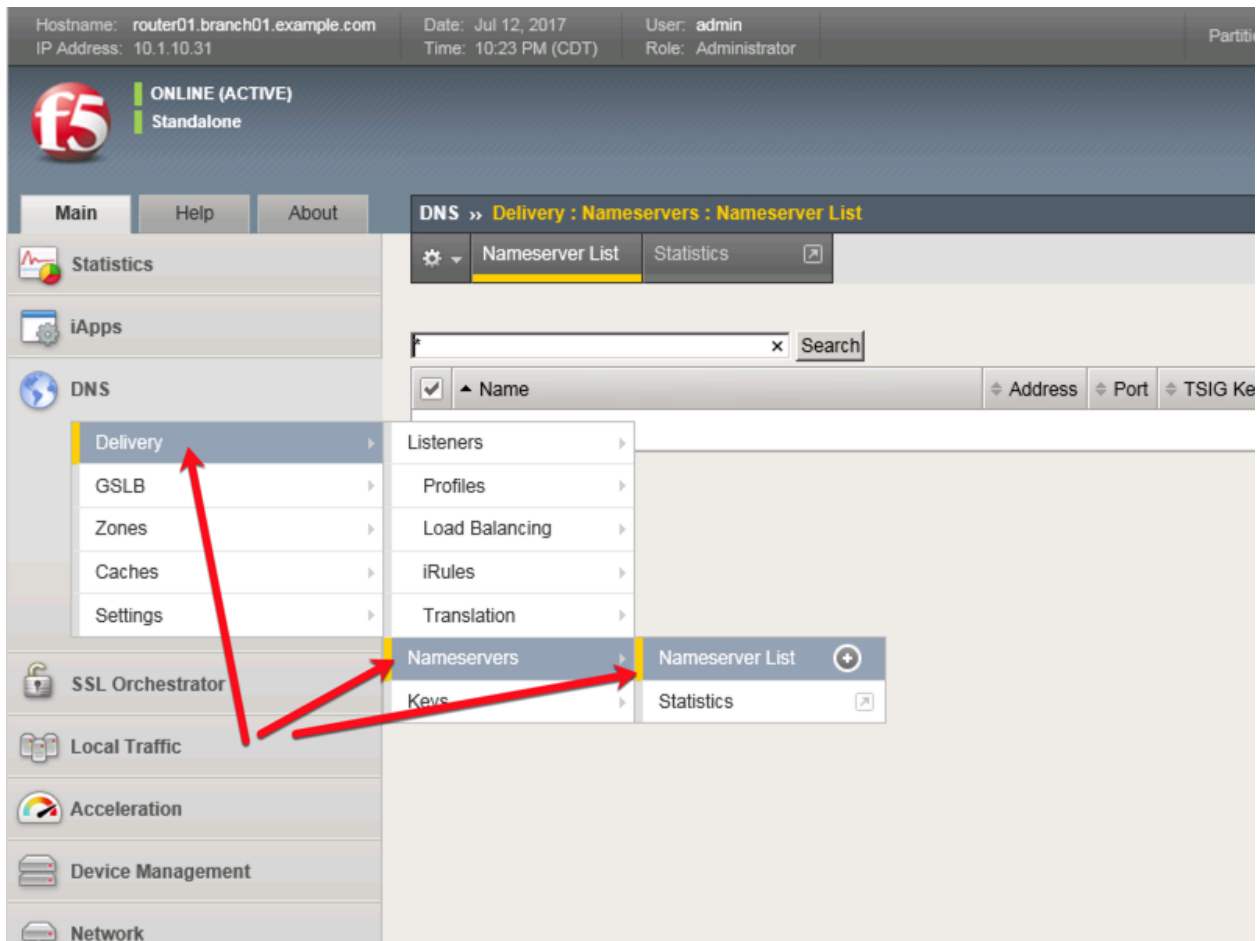 Hostname: router01.branch01.example.com Date: Jul 12, 2017 User: admin
IP Address: 10.1.10.31 Time: 10:23 PM (CDT) Role: Administrator
Partiti
f5
ONLINE (ACTIVE)
Standalone
Main Help About
DNS » Delivery : Nameservers : Nameserver List
Nameserver List Statistics
Statistics
iApps
* × Search
DNS
Name Address Port TSIG Ke
Delivery Listeners
GSLB Profiles
Zones Load Balancing
Caches iRules
Settings Translation
Nameservers Nameserver List
SSL Orchestrator
Keys Statistics
Local Traffic
Acceleration
Device Management
Network